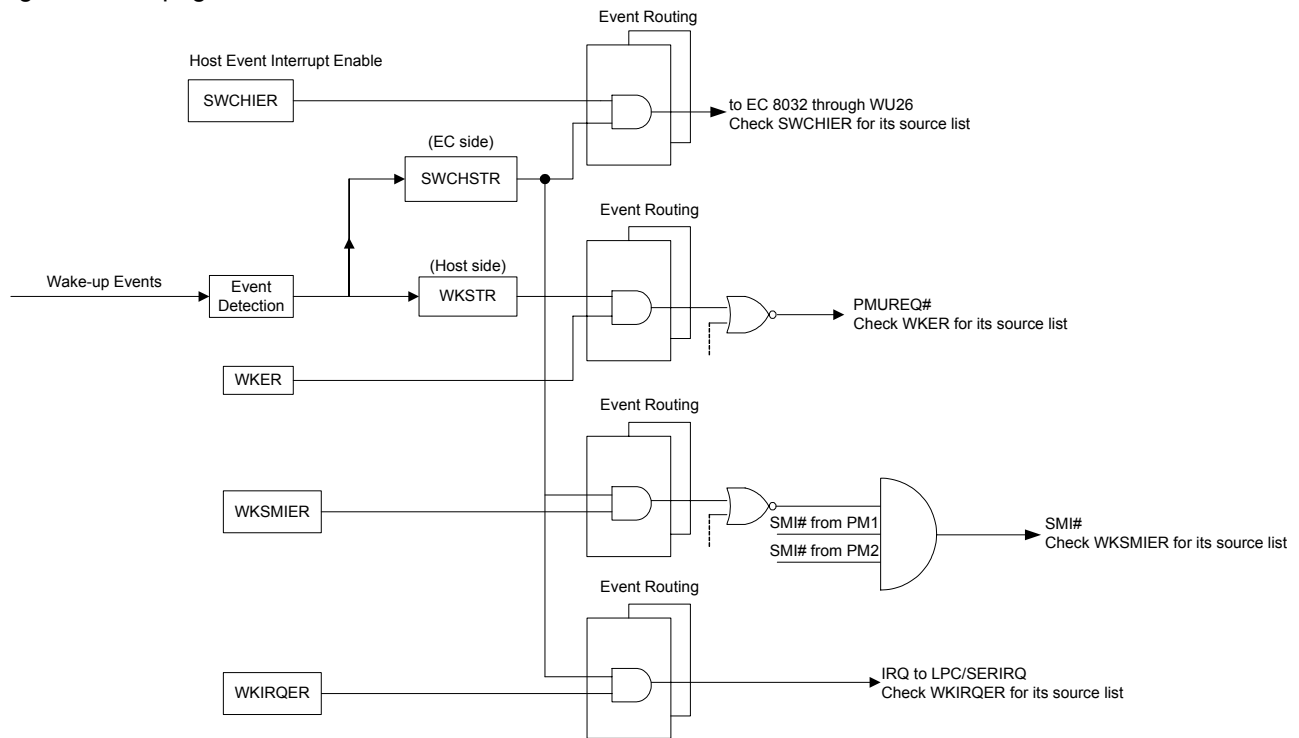 Event Routing
Host Event Interrupt Enable
SWCHIER
to EC 8032 through WU26
Check SWCHIER for its source list
(EC side)
SWCHSTR
Event Routing
Wake-up Events
Event
Detection
(Host side)
WKSTR
PMUREQ#
Check WKER for its source list
WKER
Event Routing
WKSMIER
SMI# from PM1
SMI# from PM2
SMI#
Check WKSMIER for its source list
Event Routing
WKIRQER
IRQ to LPC/SERIRQ
Check WKIRQER for its source list